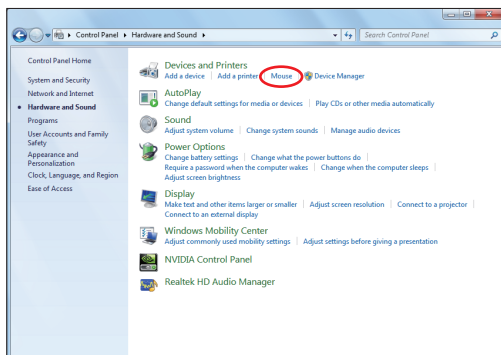 Control Panel ▸ Hardware and Sound ▸
Search Control Panel
Control Panel Home
System and Security
Network and Internet
Hardware and Sound
Programs
User Accounts and Family
Safety
Appearance and
Personalization
Clock, Language, and Region
Ease of Access
Devices and Printers
Add a device | Add a printer | Mouse | Device Manager
AutoPlay
Change default settings for media or devices | Play CDs or other media automatically
Sound
Adjust system volume | Change system sounds | Manage audio devices
Power Options
Change battery settings | Change what the power buttons do |
Require a password when the computer wakes | Change when the computer sleeps |
Adjust screen brightness
Display
Make text and other items larger or smaller | Adjust screen resolution | Connect to a projector |
Connect to an external display
Windows Mobility Center
Adjust commonly used mobility settings | Adjust settings before giving a presentation
NVIDIA Control Panel
Realtek HD Audio Manager